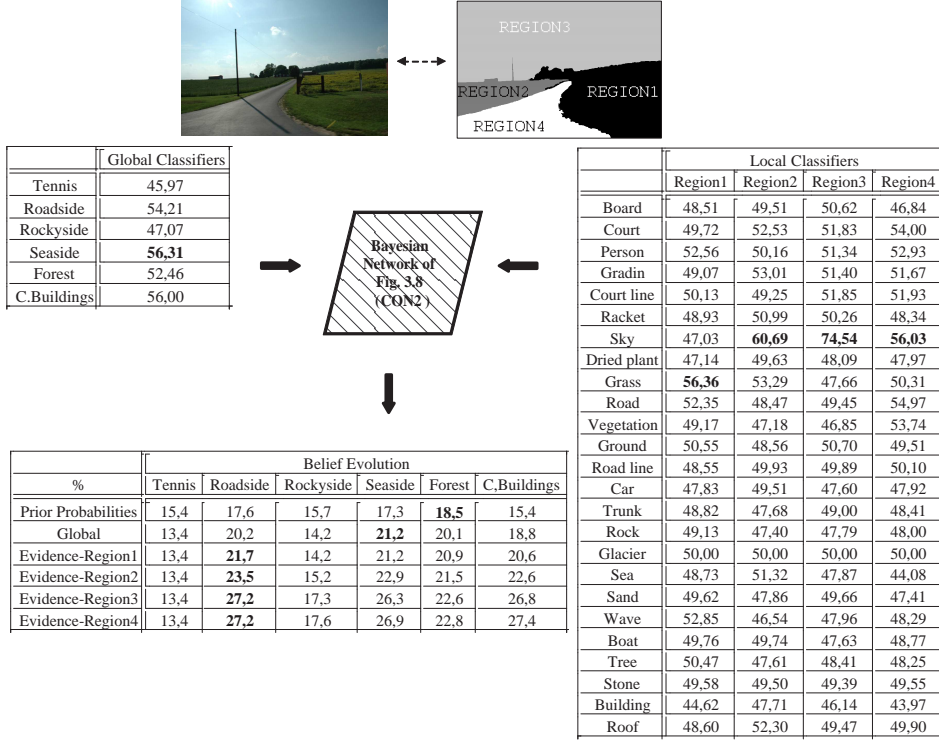 REGION3
REGION2
REGION1
REGION4
Global Classifiers
Tennis 45,97
Roadside 54,21
Rockyside 47,07
Seaside 56,31
Forest 52,46
C.Buildings 56,00
Bayesian
Network of
Fig. 3.8
(CON2 )
Local Classifiers
Region1 Region2 Region3 Region4
Board 48,51 49,51 50,62 46,84
Court 49,72 52,53 51,83 54,00
Person 52,56 50,16 51,34 52,93
Gradin 49,07 53,01 51,40 51,67
Court line 50,13 49,25 51,85 51,93
Racket 48,93 50,99 50,26 48,34
Sky 47,03 60,69 74,54 56,03
Dried plant 47,14 49,63 48,09 47,97
Grass 56,36 53,29 47,66 50,31
Road 52,35 48,47 49,45 54,97
Vegetation 49,17 47,18 46,85 53,74
Ground 50,55 48,56 50,70 49,51
Road line 48,55 49,93 49,89 50,10
Car 47,83 49,51 47,60 47,92
Trunk 48,82 47,68 49,00 48,41
Rock 49,13 47,40 47,79 48,00
Glacier 50,00 50,00 50,00 50,00
Sea 48,73 51,32 47,87 44,08
Sand 49,62 47,86 49,66 47,41
Wave 52,85 46,54 47,96 48,29
Boat 49,76 49,74 47,63 48,77
Tree 50,47 47,61 48,41 48,25
Stone 49,58 49,50 49,39 49,55
Building 44,62 47,71 46,14 43,97
Roof 48,60 52,30 49,47 49,90
Belief Evolution
% Tennis Roadside Rockyside Seaside Forest C,Buildings
Prior Probabilities 15,4 17,6 15,7 17,3 18,5 15,4
Global 13,4 20,2 14,2 21,2 20,1 18,8
Evidence-Region1 13,4 21,7 14,2 21,2 20,9 20,6
Evidence-Region2 13,4 23,5 15,2 22,9 21,5 22,6
Evidence-Region3 13,4 27,2 17,3 26,3 22,6 26,8
Evidence-Region4 13,4 27,2 17,6 26,9 22,8 27,4